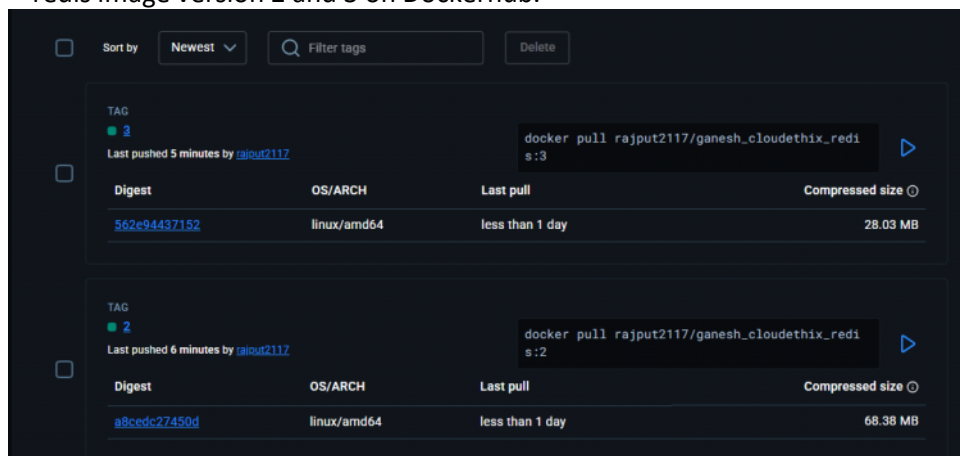 redis image version 2 and 3 on Dockerhub.
Sort by Newest Filter tags Delete
TAG
3
Last pushed 5 minutes by rajput2117
docker pull rajput2117/ganesh_cloudethix_redi
s:3
Digest OS/ARCH Last pull Compressed size
562e94437152 linux/amd64 less than 1 day 28.03 MB
TAG
2
Last pushed 6 minutes by rajput2117
docker pull rajput2117/ganesh_cloudethix_redi
s:2
Digest OS/ARCH Last pull Compressed size
a8cedc27450d linux/amd64 less than 1 day 68.38 MB